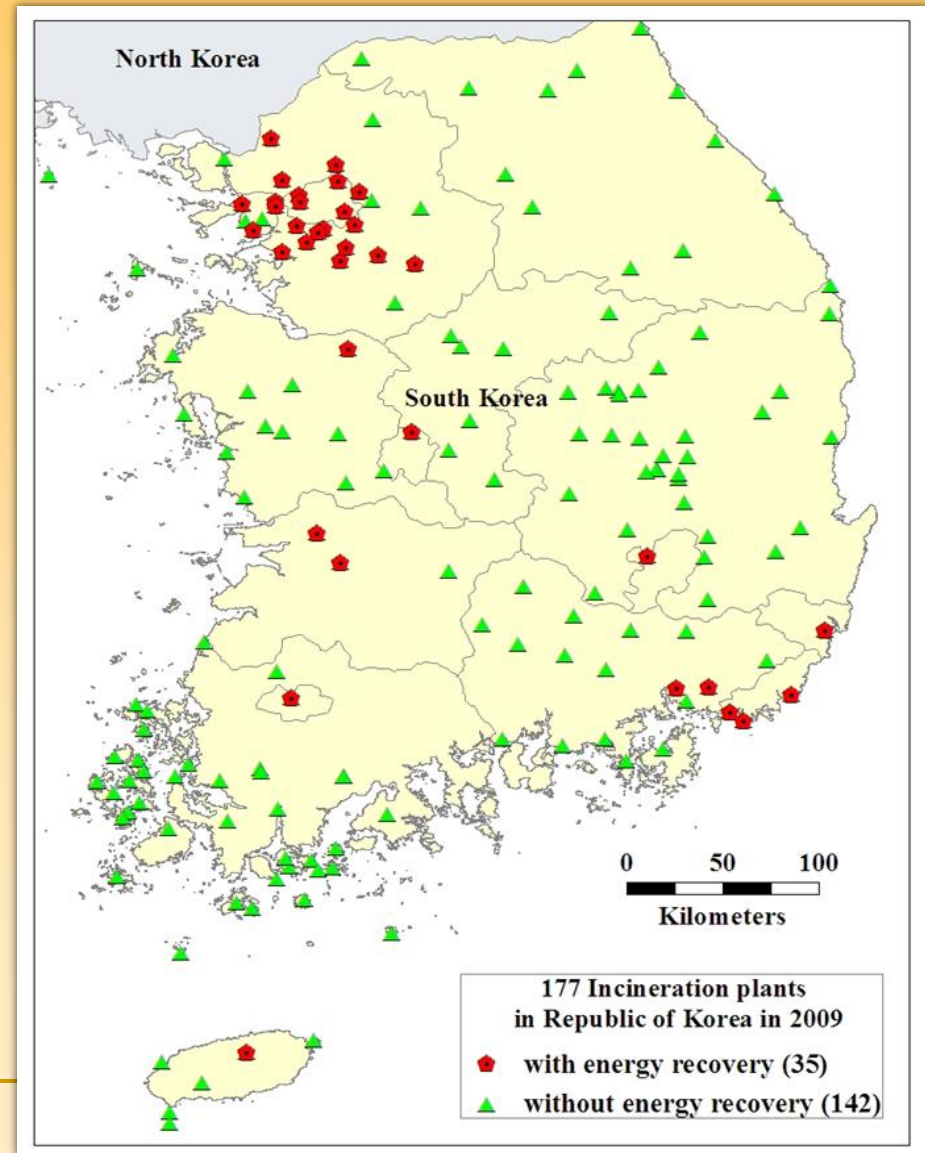 North Korea
South Korea
0 50 100
Kilometers
177 Incineration plants
in Republic of Korea in 2009
with energy recovery (35)
without energy recovery (142)